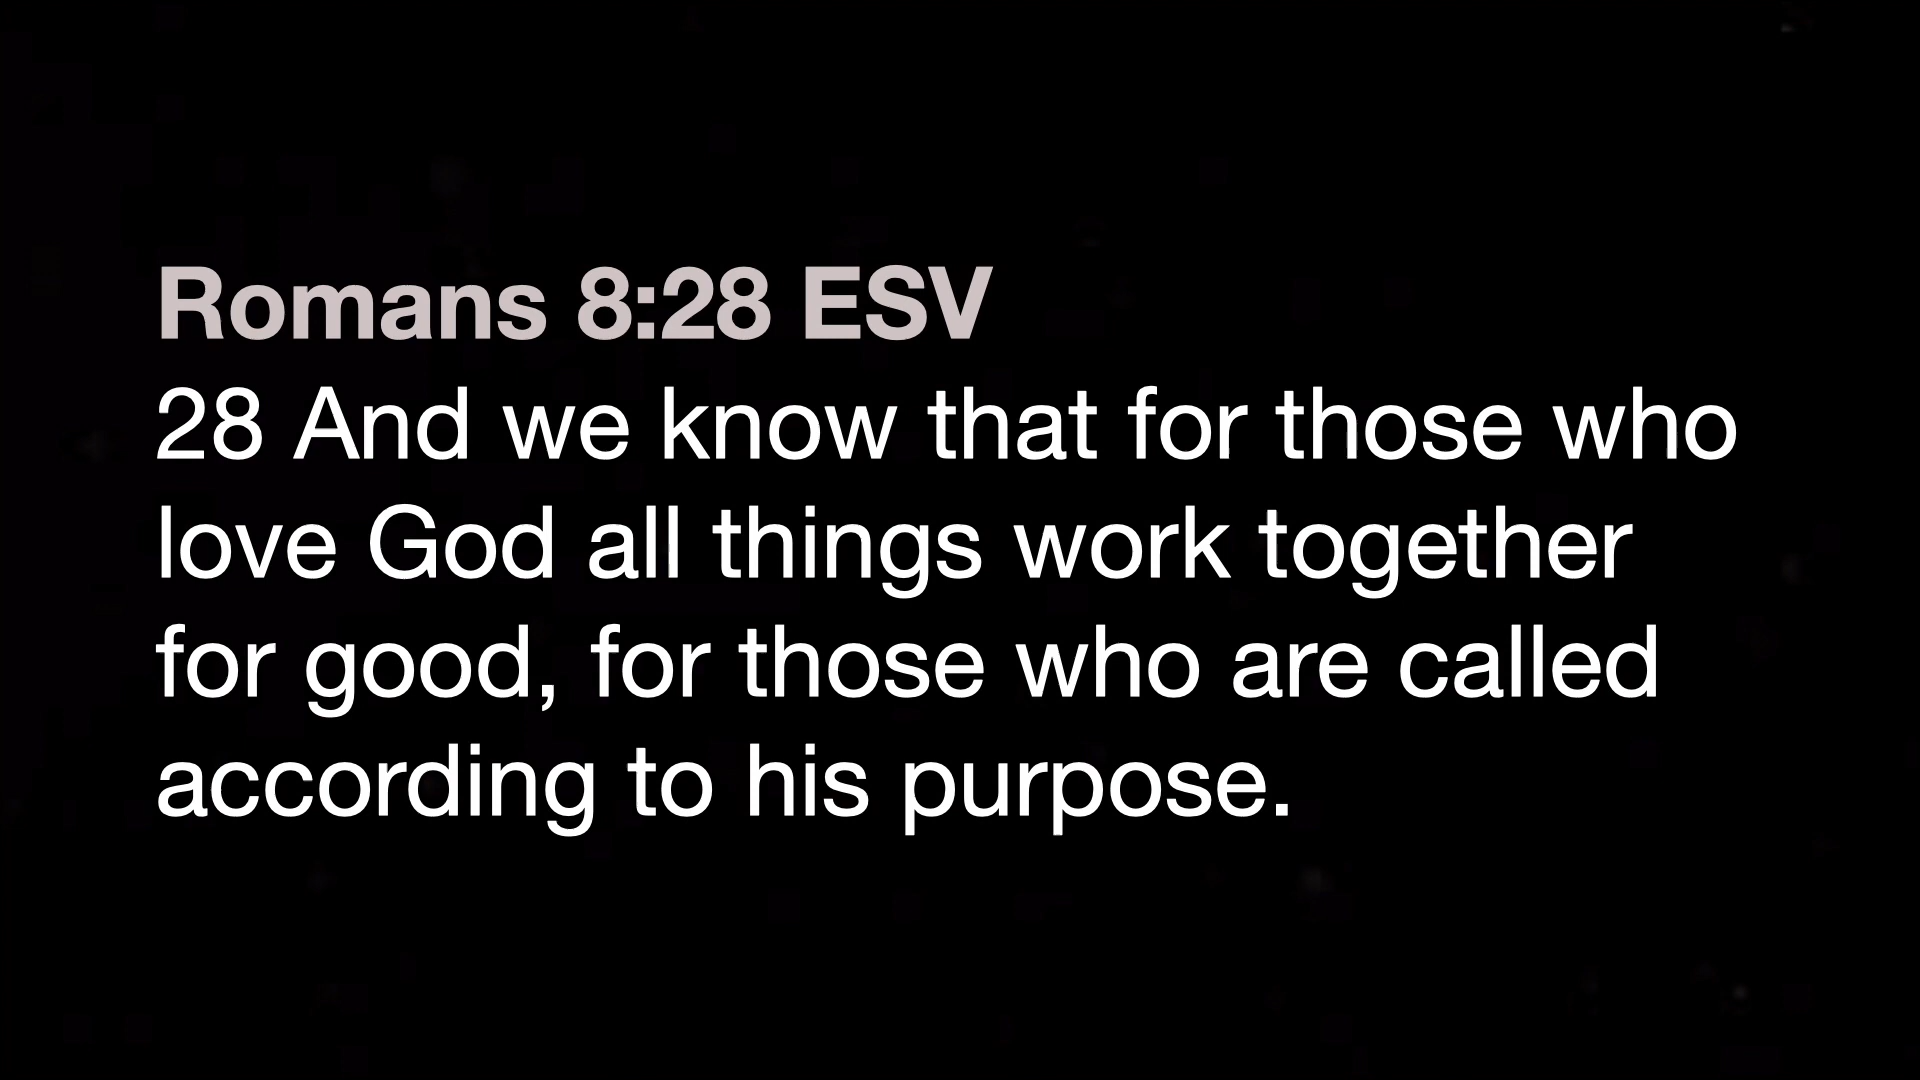 Romans 8:28 ESV
28 And we know that for those who
love God all things work together
for good, for those who are called
according to his purpose.